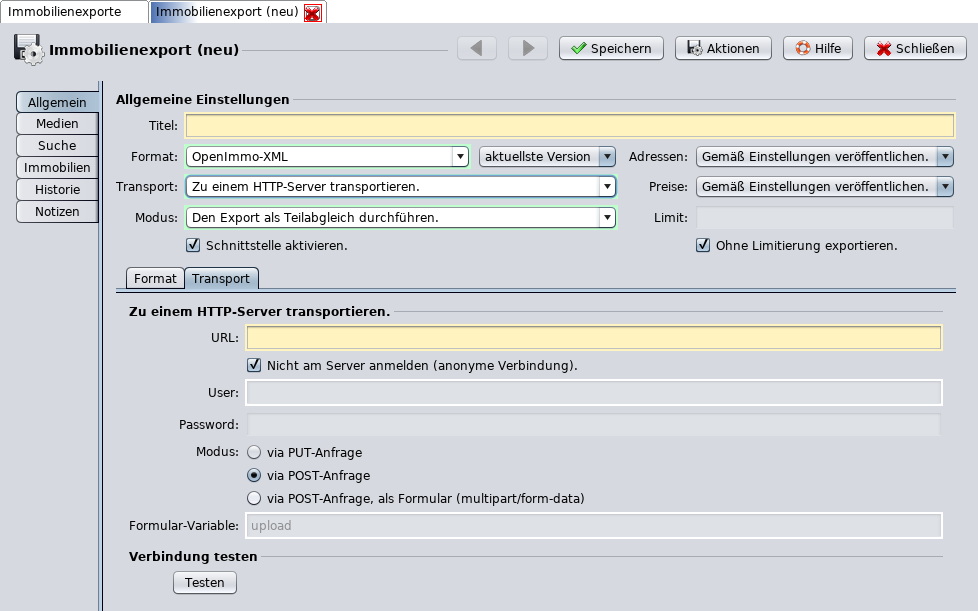 Immobilienexporte Immobilienexport (neu)
Immobilienexport (neu) Speichern Aktionen Hilfe Schließen
Allgemein
Medien
Suche
Immobilien
Historie
Notizen
Allgemeine Einstellungen
Titel:
Format: OpenImmo-XML aktuellste Version Adressen: Gemäß Einstellungen veröffentlichen.
Transport: Zu einem HTTP-Server transportieren. Preise: Gemäß Einstellungen veröffentlichen.
Modus: Den Export als Teilabgleich durchführen. Limit:
Schnittstelle aktivieren. Ohne Limitierung exportieren.
Format Transport
Zu einem HTTP-Server transportieren.
URL:
Nicht am Server anmelden (anonyme Verbindung).
User:
Password:
Modus: via PUT-Anfrage
via POST-Anfrage
via POST-Anfrage, als Formular (multipart/form-data)
Formular-Variable: upload
Verbindung testen
Testen